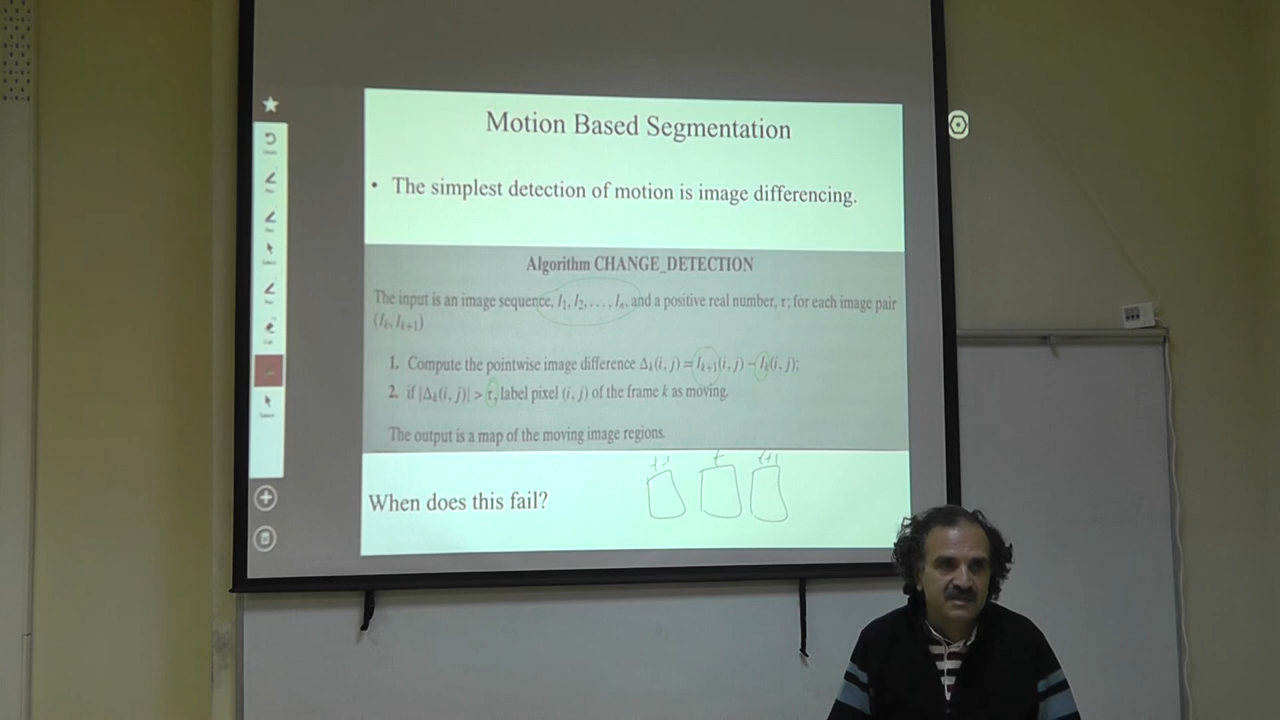 Motion Based Segmentation
• The simplest detection of motion is image differencing.
Algorithm CHANGE_DETECTION
The input is an image sequence, I₁, I₂, . . . , Iₙ, and a positive real number, τ; for each image pair
(Iₖ, Iₖ₊₁)
1. Compute the pointwise image difference Δₖ(i, j) = Iₖ₊₁(i, j) − Iₖ(i, j);
2. if |Δₖ(i, j)| > τ, label pixel (i, j) of the frame k as moving.
The output is a map of the moving image regions.
t-1 t t+1
When does this fail?